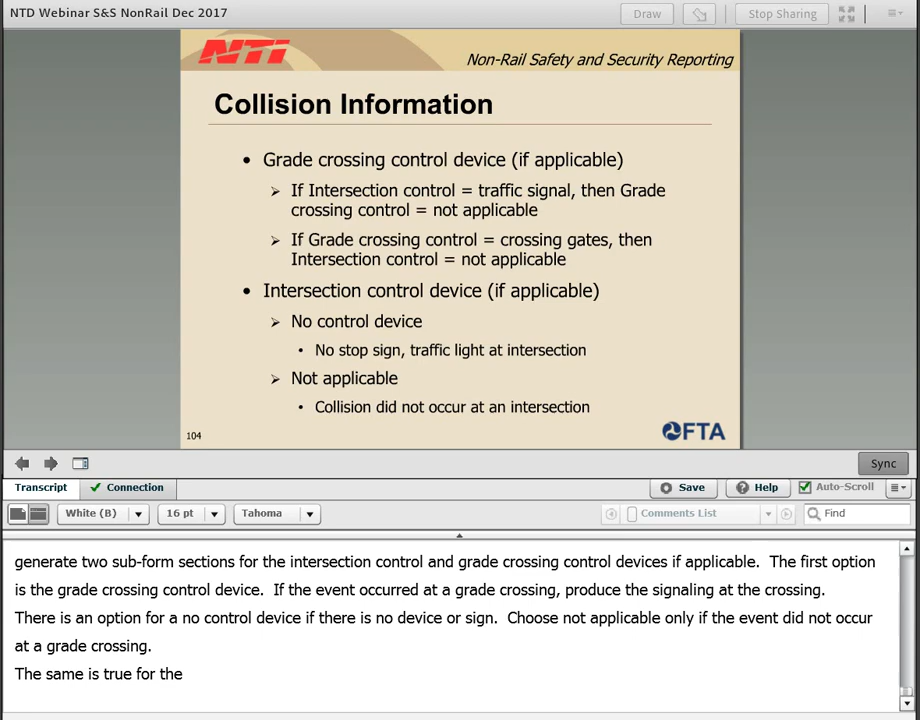 NTD Webinar S&S NonRail Dec 2017
Draw
Stop Sharing
NTI
Non-Rail Safety and Security Reporting
Collision Information
• Grade crossing control device (if applicable)
➢ If Intersection control = traffic signal, then Grade
crossing control = not applicable
➢ If Grade crossing control = crossing gates, then
Intersection control = not applicable
• Intersection control device (if applicable)
➢ No control device
• No stop sign, traffic light at intersection
➢ Not applicable
• Collision did not occur at an intersection
104
FTA
Sync
Transcript
Connection
Save
Help
Auto-Scroll
White (B)
16 pt
Tahoma
Comments List
Find
generate two sub-form sections for the intersection control and grade crossing control devices if applicable. The first option
is the grade crossing control device. If the event occurred at a grade crossing, produce the signaling at the crossing.
There is an option for a no control device if there is no device or sign. Choose not applicable only if the event did not occur
at a grade crossing.
The same is true for the